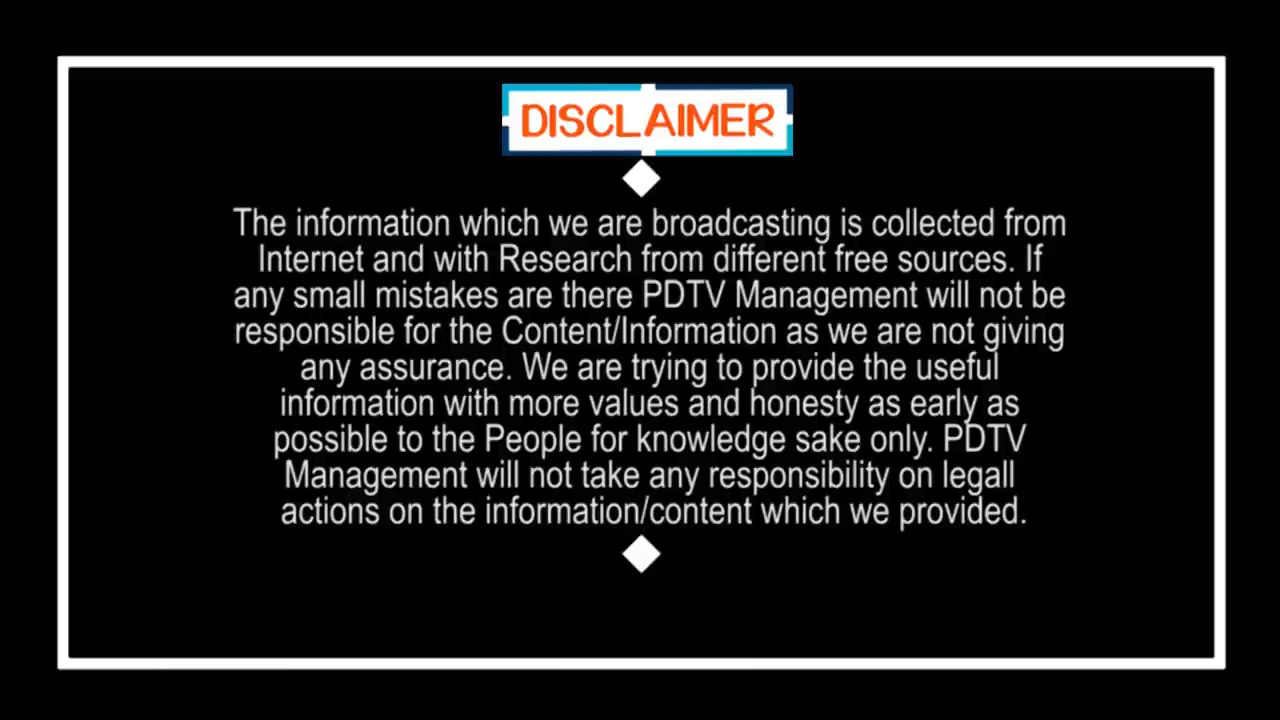 DISCLAIMER
The information which we are broadcasting is collected from
Internet and with Research from different free sources. If
any small mistakes are there PDTV Management will not be
responsible for the Content/Information as we are not giving
any assurance. We are trying to provide the useful
information with more values and honesty as early as
possible to the People for knowledge sake only. PDTV
Management will not take any responsibility on legall
actions on the information/content which we provided.